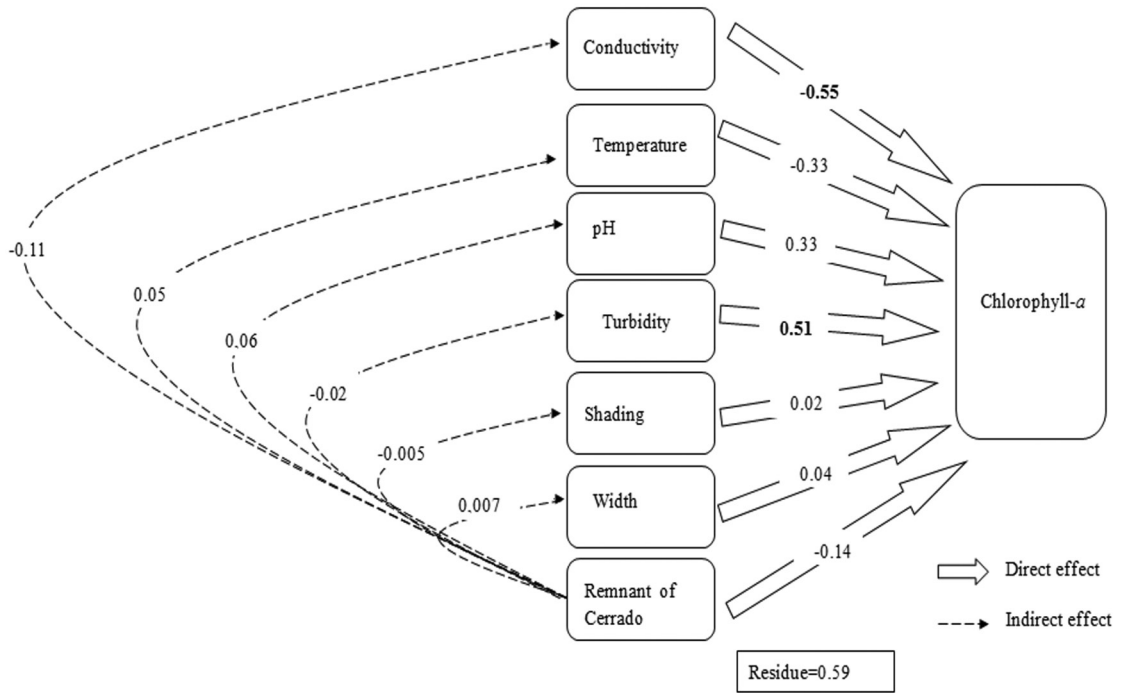 Conductivity
-0.55
Temperature
-0.33
pH
0.33
-0.11
0.05
Chlorophyll-a
Turbidity
0.51
0.06
-0.02
Shading
0.02
-0.005
0.04
Width
0.007
-0.14
Direct effect
Remnant of
Cerrado
Indirect effect
Residue=0.59